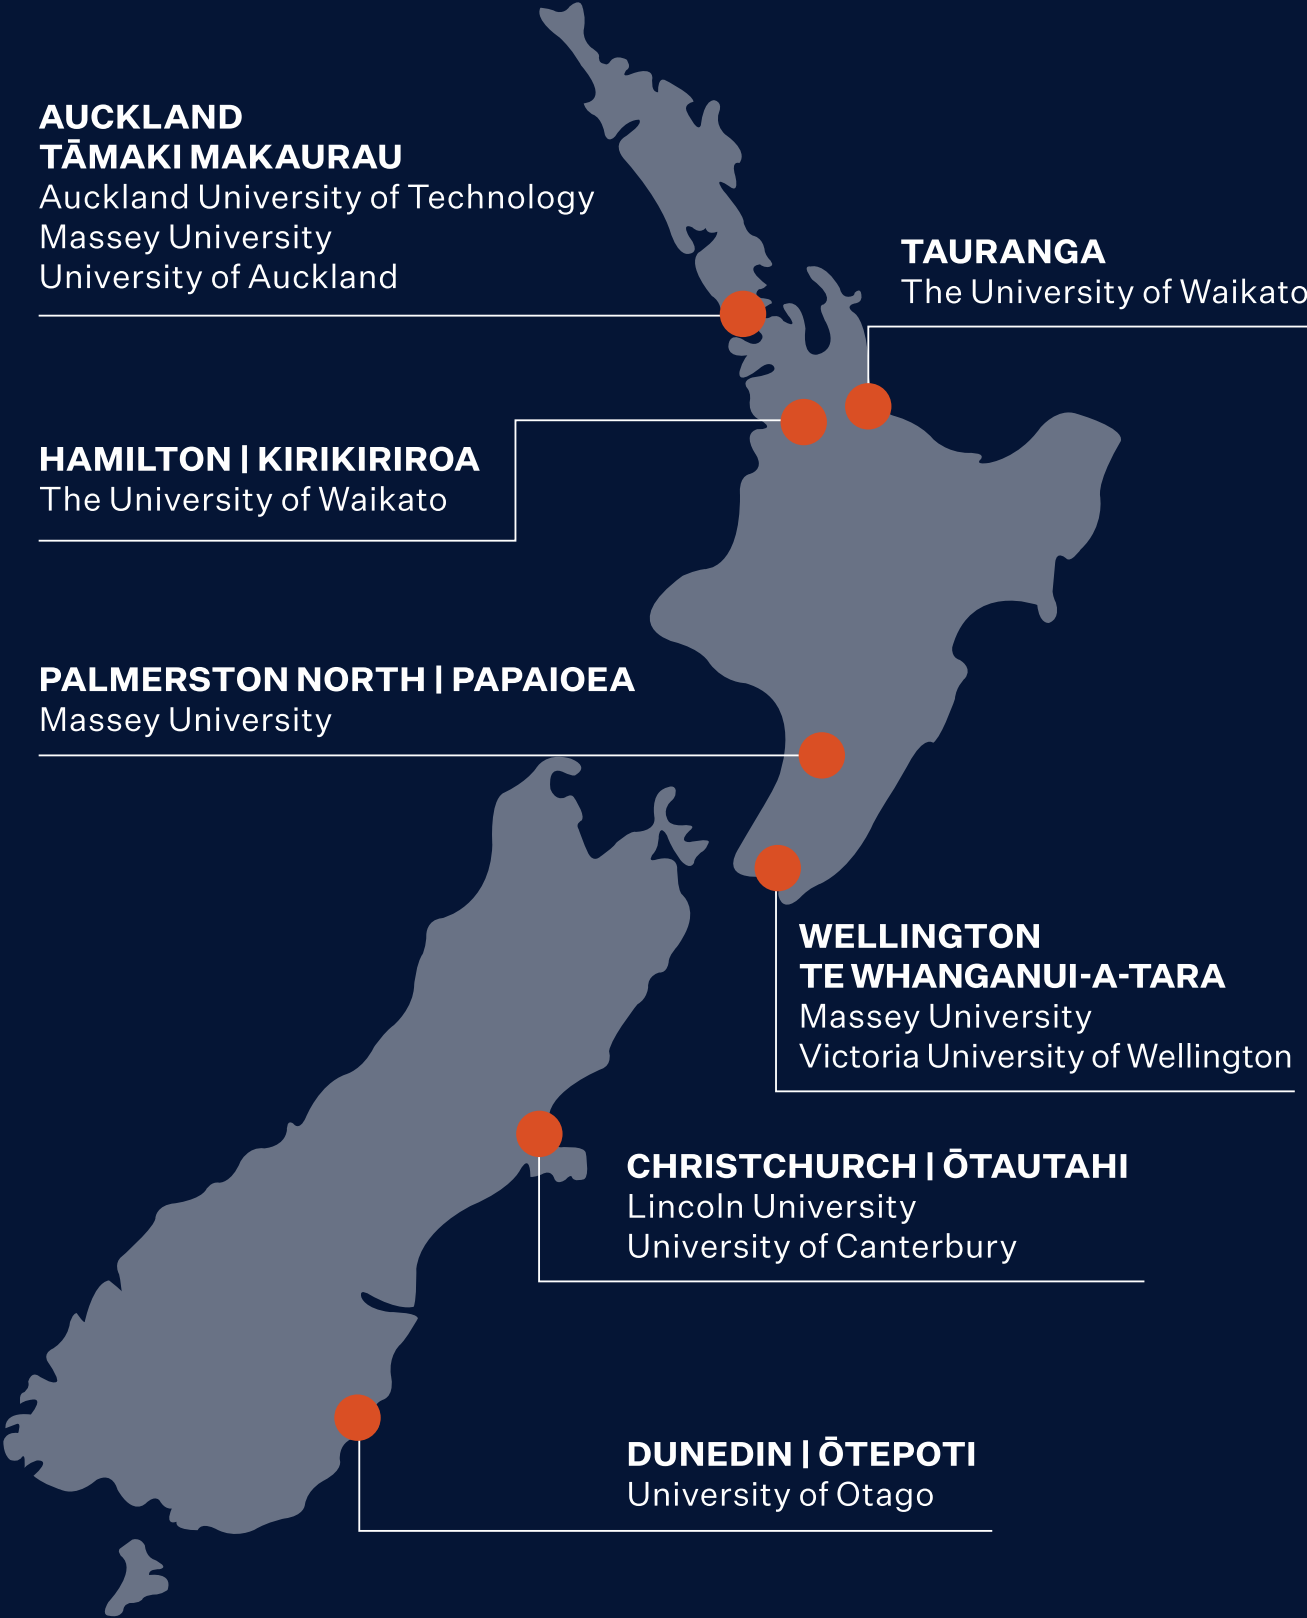 AUCKLAND
TĀMAKI MAKAURAU
Auckland University of Technology
Massey University
University of Auckland
TAURANGA
The University of Waikato
HAMILTON | KIRIKIRIROA
The University of Waikato
PALMERSTON NORTH | PAPAIOEA
Massey University
WELLINGTON
TE WHANGANUI-A-TARA
Massey University
Victoria University of Wellington
CHRISTCHURCH | ŌTAUTAHI
Lincoln University
University of Canterbury
DUNEDIN | ŌTEPOTI
University of Otago